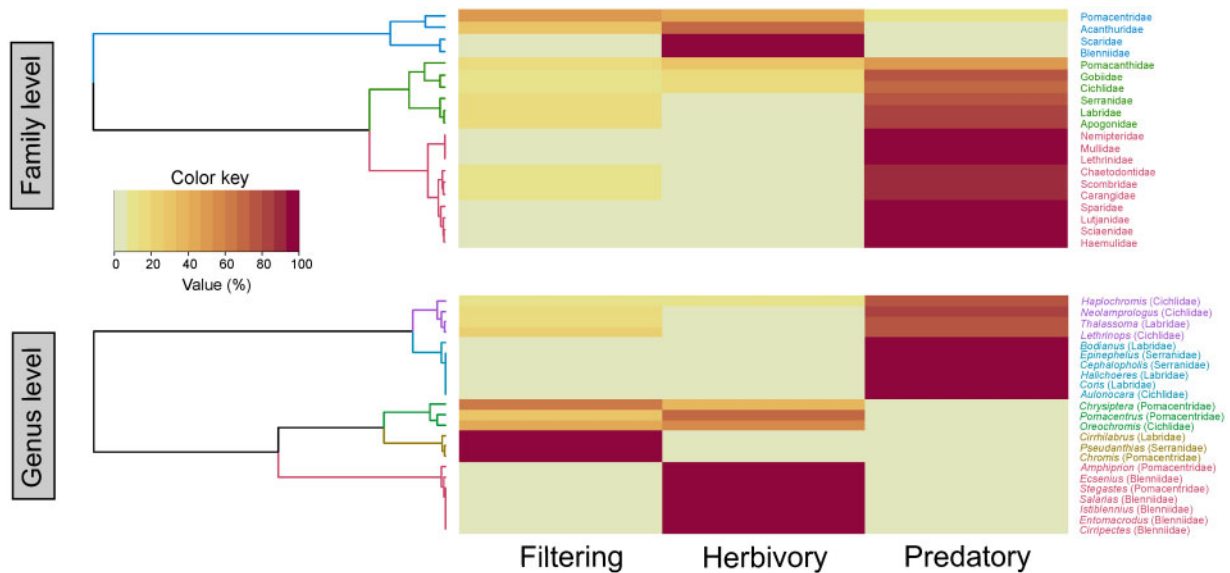 Family level
Pomacentridae
Acanthuridae
Scaridae
Blenniidae
Pomacanthidae
Gobiidae
Cichlidae
Serranidae
Labridae
Apogonidae
Nemipteridae
Mullidae
Lethrinidae
Chaetodontidae
Scombridae
Carangidae
Sparidae
Lutjanidae
Sciaenidae
Haemulidae
Color key
0 20 40 60 80 100
Value (%)
Genus level
Haplochromis (Cichlidae)
Neolamprologus (Cichlidae)
Thalassoma (Labridae)
Lethrinops (Cichlidae)
Bodianus (Labridae)
Epinephelus (Serranidae)
Cephalopholis (Serranidae)
Halichoeres (Labridae)
Coris (Labridae)
Aulonocara (Cichlidae)
Chrysiptera (Pomacentridae)
Pomacentrus (Pomacentridae)
Oreochromis (Cichlidae)
Cirrhilabrus (Labridae)
Pseudanthias (Serranidae)
Chromis (Pomacentridae)
Amphiprion (Pomacentridae)
Ecsenius (Blenniidae)
Stegastes (Pomacentridae)
Salarias (Blenniidae)
Istiblennius (Blenniidae)
Entomacrodus (Blenniidae)
Cirripectes (Blenniidae)
Filtering Herbivory Predatory